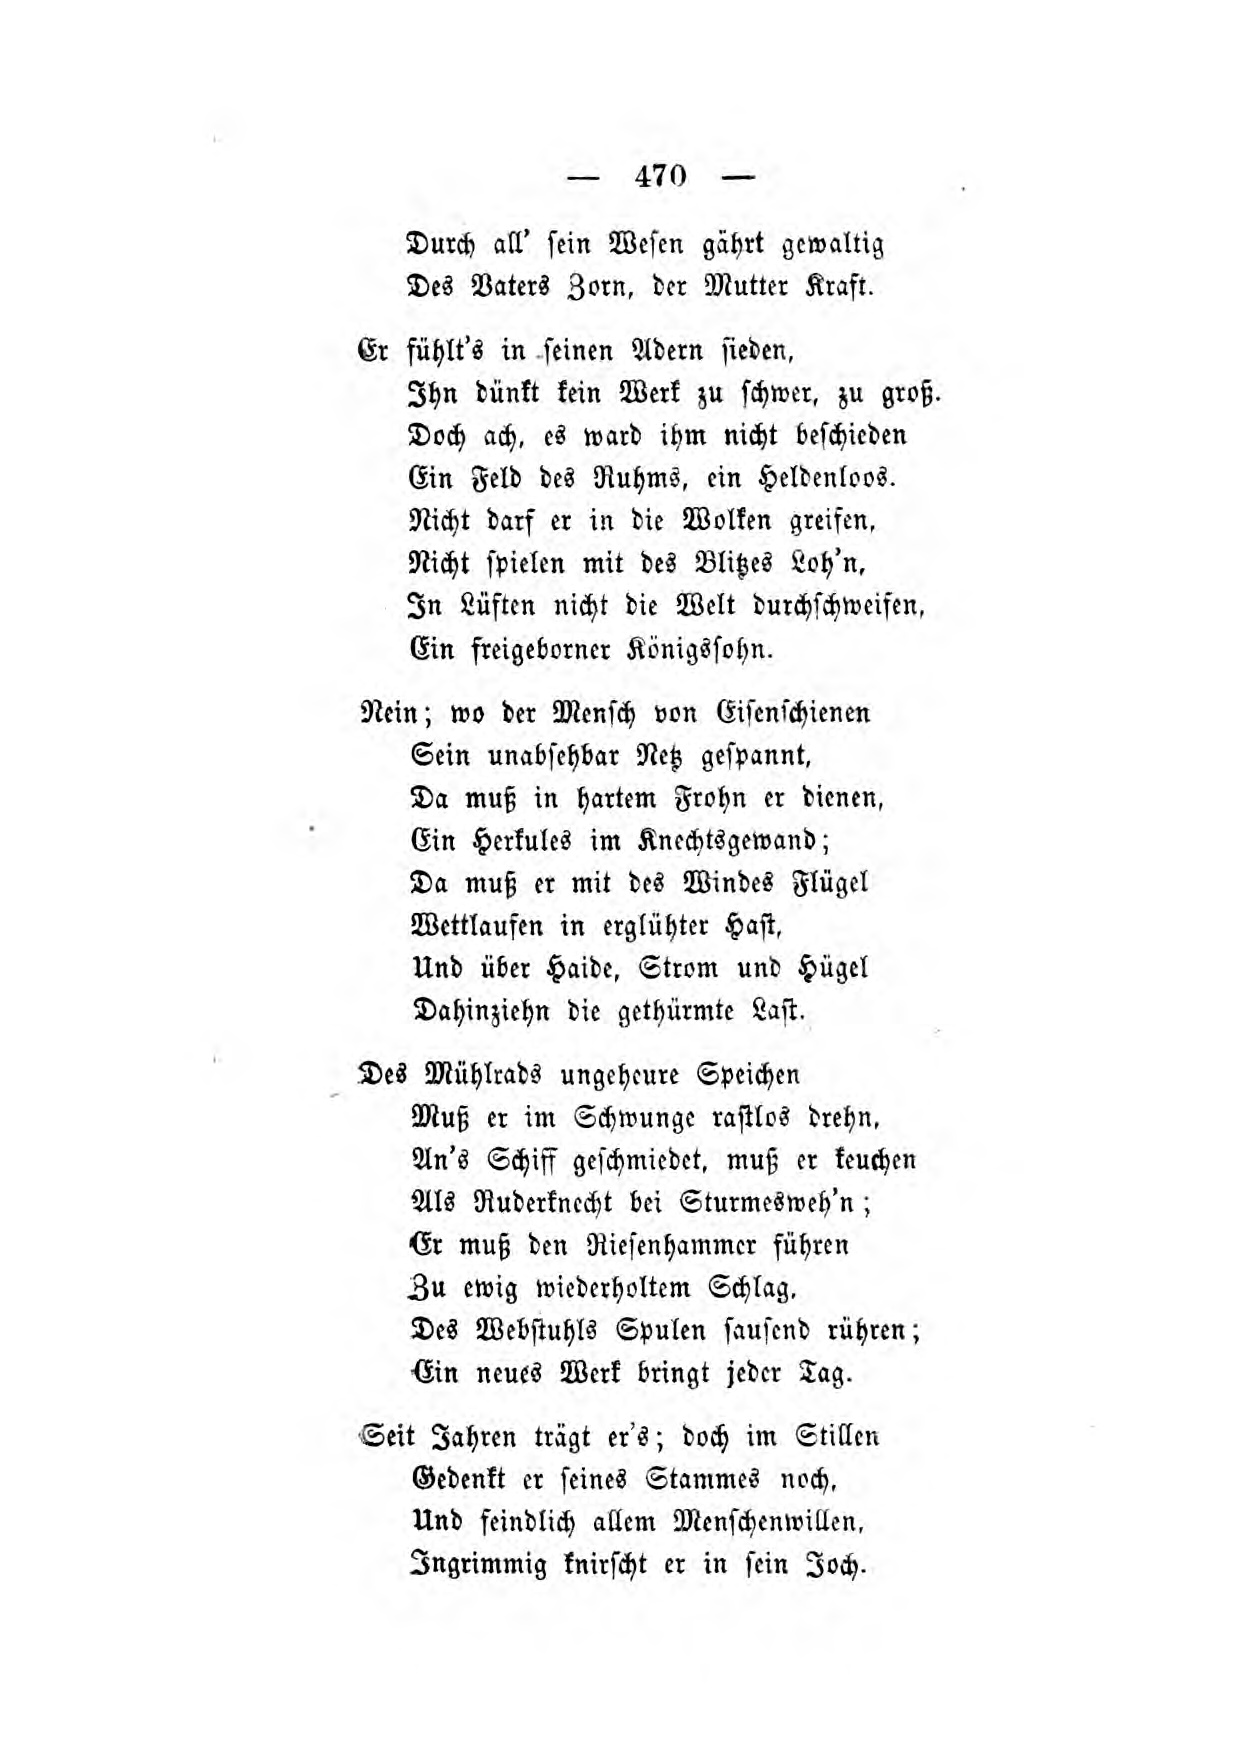 — 470 —
Durch all' sein Wesen gährt gewaltig
Des Vaters Zorn, der Mutter Kraft.
Er fühlt's in seinen Adern sieden,
Ihn dünkt kein Werk zu schwer, zu groß.
Doch ach, es ward ihm nicht beschieden
Ein Feld des Ruhms, ein Heldenloos.
Nicht darf er in die Wolken greifen,
Nicht spielen mit des Blitzes Loh'n,
In Lüften nicht die Welt durchschweifen,
Ein freigeborner Königssohn.
Nein; wo der Mensch von Eisenschienen
Sein unabsehbar Netz gespannt,
Da muß in hartem Frohn er dienen,
Ein Herkules im Knechtsgewand;
Da muß er mit des Windes Flügel
Wettlaufen in erglühter Hast,
Und über Haide, Strom und Hügel
Dahinziehn die gethürmte Last.
Des Mühlrads ungeheure Speichen
Muß er im Schwunge rastlos drehn,
An's Schiff geschmiedet, muß er keuchen
Als Ruderknecht bei Sturmesweh'n;
Er muß den Riesenhammer führen
Zu ewig wiederholtem Schlag,
Des Webstuhls Spulen sausend rühren;
Ein neues Werk bringt jeder Tag.
Seit Jahren trägt er's; doch im Stillen
Gedenkt er seines Stammes noch,
Und feindlich allem Menschenwillen,
Ingrimmig knirscht er in sein Joch.